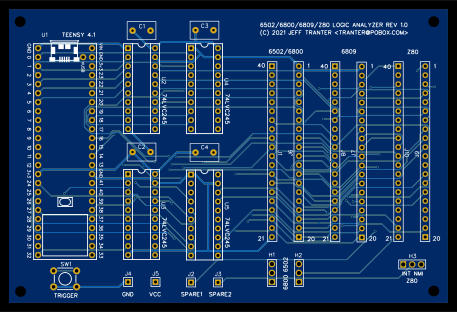 6502/6800/6809/Z80 LOGIC ANALYZER REV 1.0
(C) 2021 JEFF TRANTER <TRANTER@POBOX.COM>
U1 TEENSY 4.1
C1
C3
6502/6800
6809
Z80
40 1
40 1
40 1
U2
74LVC245
U4
74LVC245
C2
C4
U3
74LVC245
U5
74LVC245
21 20
21 20
21 20
SW1
TRIGGER
J4
GND
J5
VCC
J2
SPARE1
J3
SPARE2
H1
H2
6800 6502
H3
INT NMI
Z80